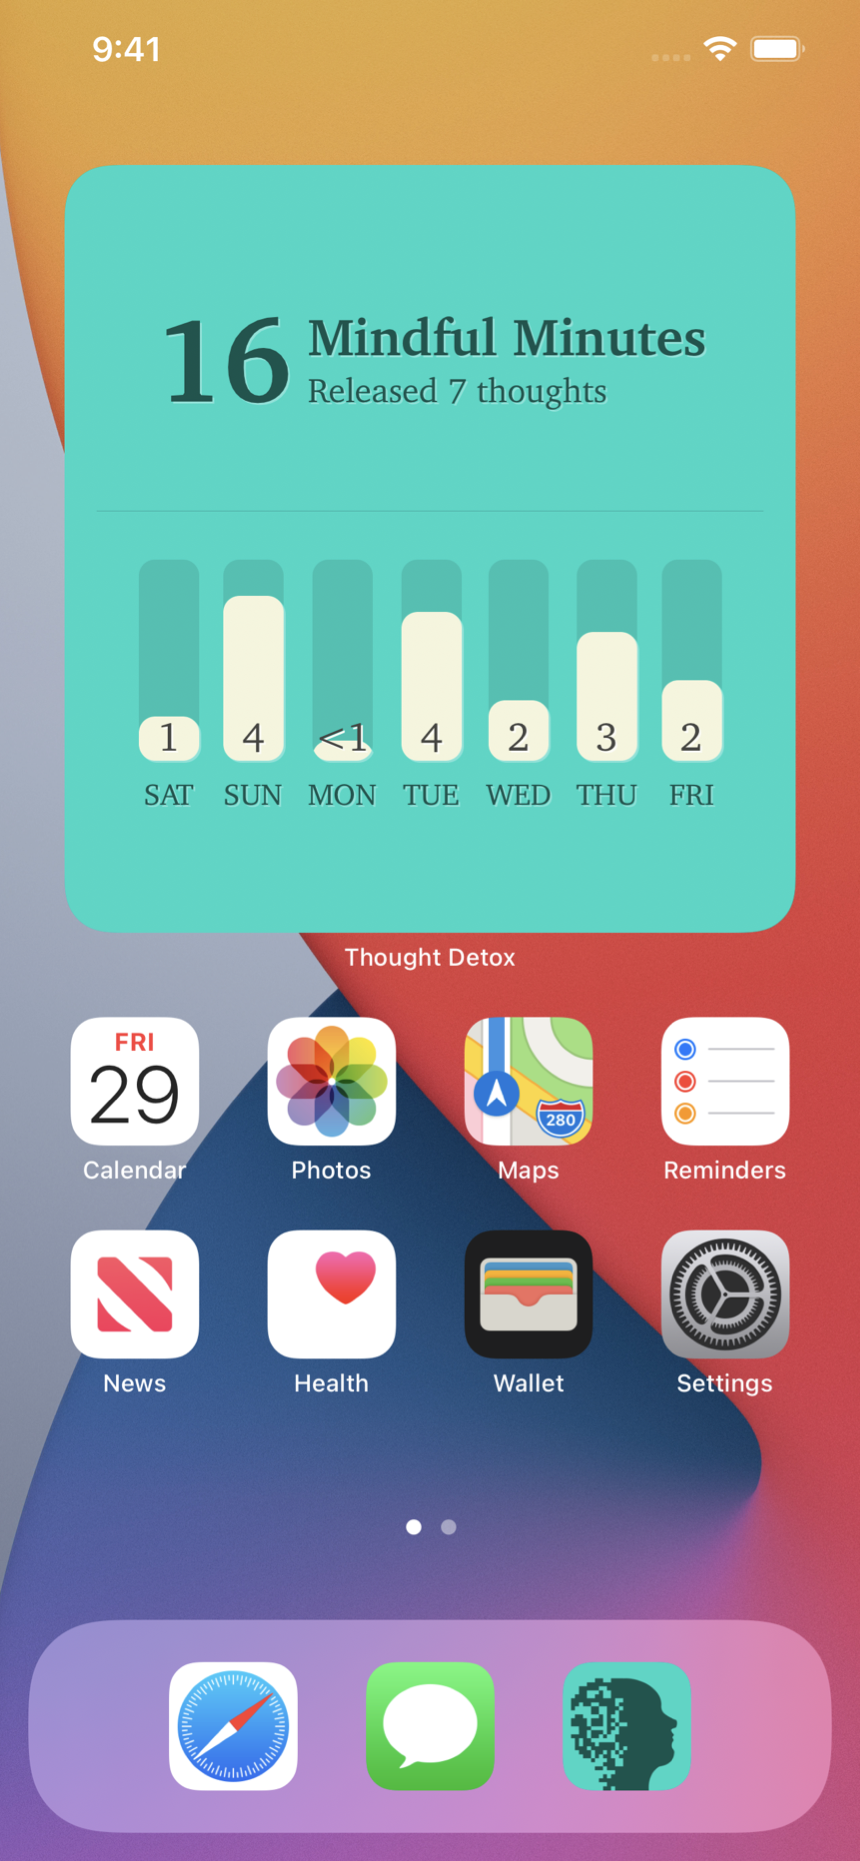 9:41
16 Mindful Minutes
Released 7 thoughts
1 4 <1 4 2 3 2
SAT SUN MON TUE WED THU FRI
Thought Detox
FRI
29
280
Calendar Photos Maps Reminders
News Health Wallet Settings